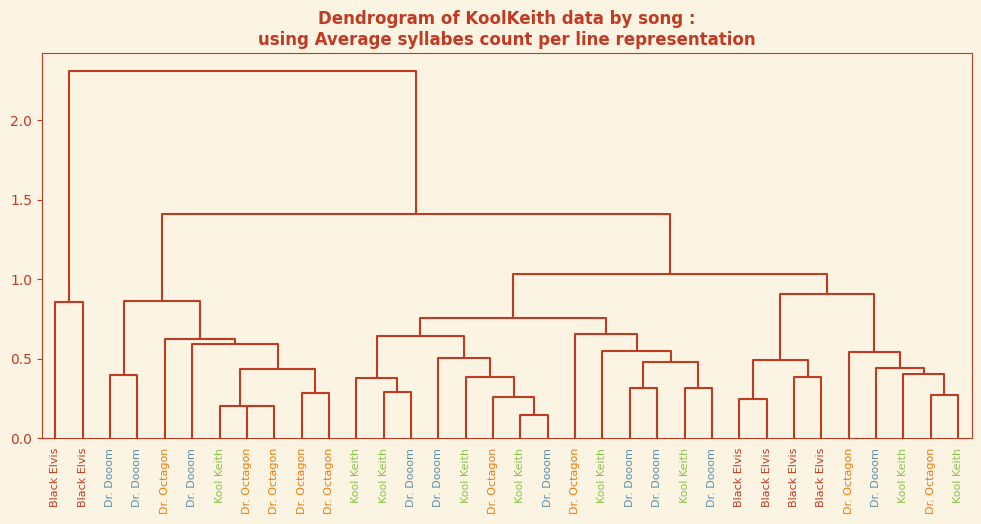 Dendrogram of KoolKeith data by song :
using Average syllabes count per line representation
2.0
1.5
1.0
0.5
0.0
Black Elvis
Black Elvis
Dr. Dooom
Dr. Dooom
Dr. Octagon
Dr. Dooom
Kool Keith
Dr. Octagon
Dr. Octagon
Dr. Octagon
Dr. Octagon
Kool Keith
Kool Keith
Dr. Dooom
Dr. Dooom
Kool Keith
Dr. Octagon
Kool Keith
Dr. Dooom
Dr. Octagon
Kool Keith
Dr. Dooom
Dr. Dooom
Kool Keith
Dr. Dooom
Black Elvis
Black Elvis
Black Elvis
Black Elvis
Dr. Octagon
Dr. Dooom
Kool Keith
Dr. Octagon
Kool Keith